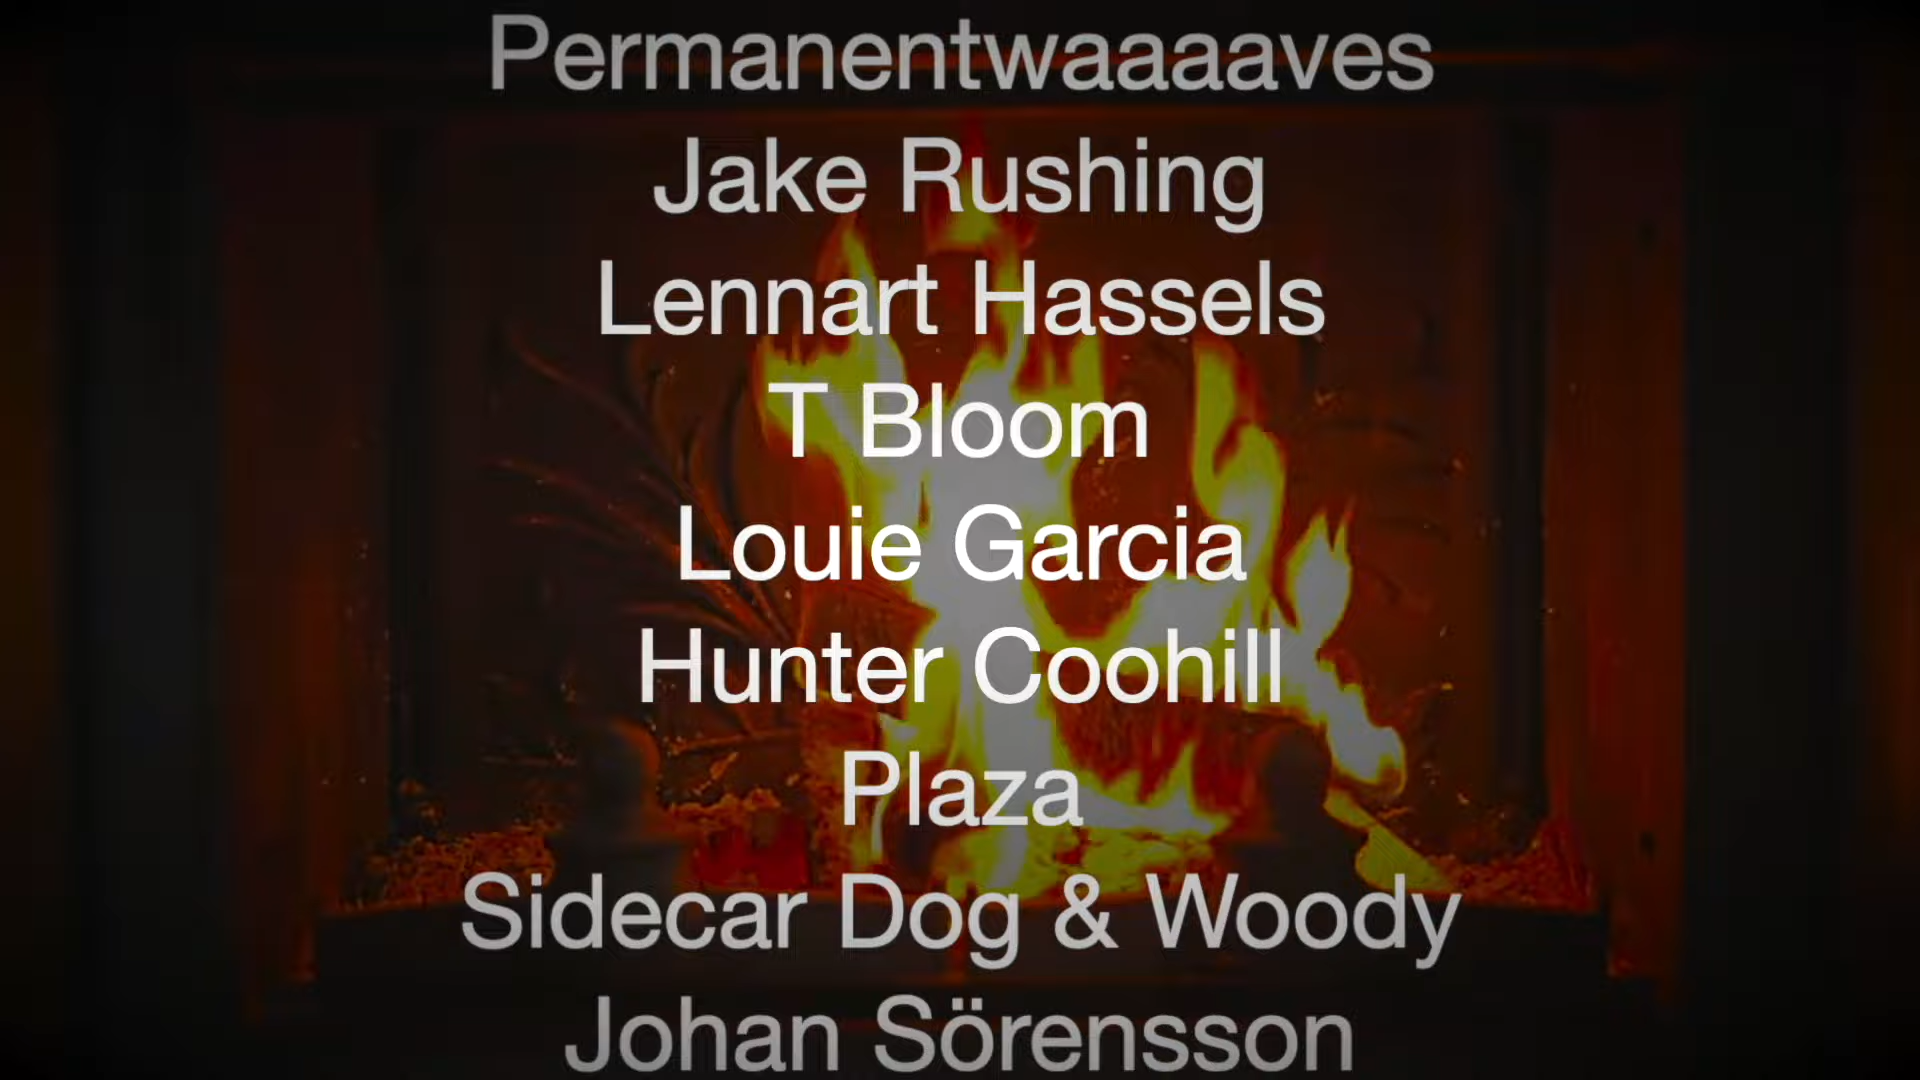 Permanentwaaaaves
Jake Rushing
Lennart Hassels
T Bloom
Louie Garcia
Hunter Coohill
Plaza
Sidecar Dog & Woody
Johan Sörensson